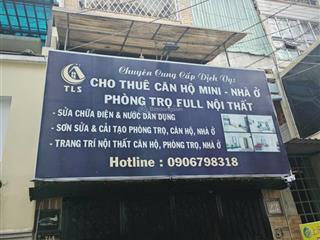 Chuyên Cung Cấp Dịch Vụ:
CHO THUÊ CĂN HỘ MINI - NHÀ Ở
PHÒNG TRỌ FULL NỘI THẤT
TLS
- SỬA CHỮA ĐIỆN & NƯỚC DÂN DỤNG
- SƠN SỬA & CẢI TẠO PHÒNG TRỌ, CĂN HỘ, NHÀ Ở
- TRANG TRÍ NỘI THẤT CĂN HỘ, PHÒNG TRỌ, NHÀ Ở
Hotline : 0906798318